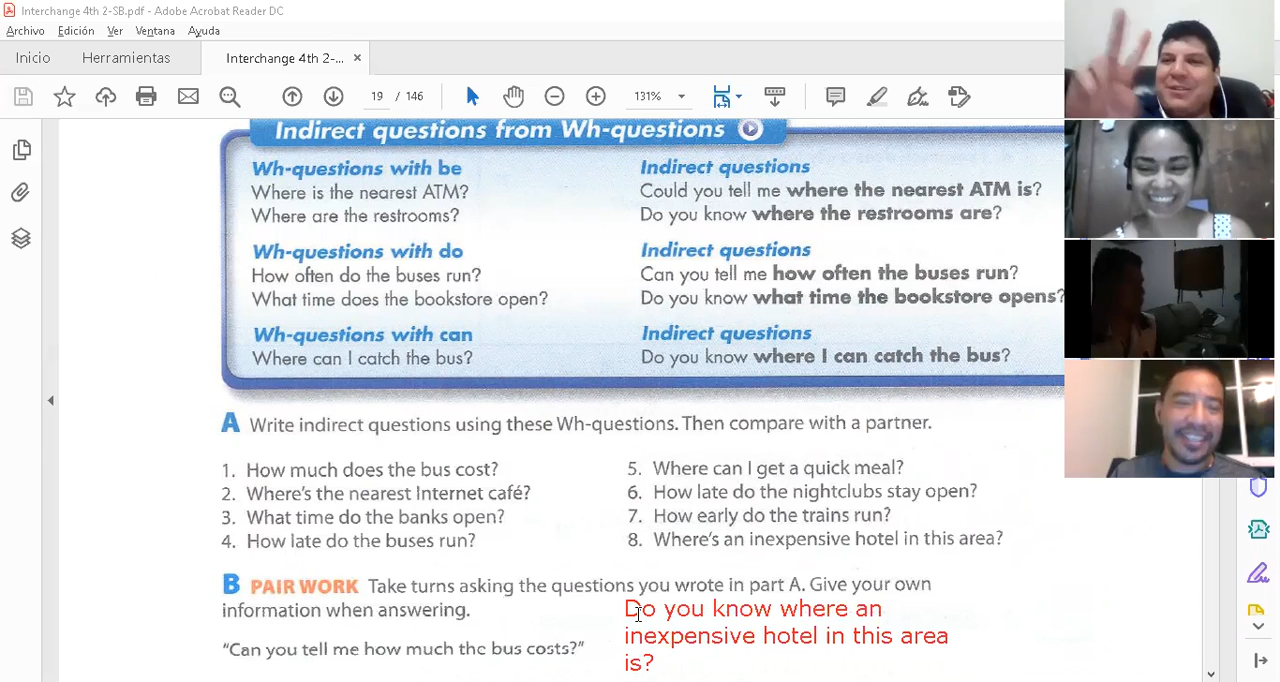 Interchange 4th 2-SB.pdf - Adobe Acrobat Reader DC
Archivo Edición Ver Ventana Ayuda
Inicio Herramientas Interchange 4th 2-... ×
19 / 146 131%
Indirect questions from Wh-questions
Wh-questions with be
Where is the nearest ATM?
Where are the restrooms?
Indirect questions
Could you tell me where the nearest ATM is?
Do you know where the restrooms are?
Wh-questions with do
How often do the buses run?
What time does the bookstore open?
Indirect questions
Can you tell me how often the buses run?
Do you know what time the bookstore opens?
Wh-questions with can
Where can I catch the bus?
Indirect questions
Do you know where I can catch the bus?
A Write indirect questions using these Wh-questions. Then compare with a partner.
1. How much does the bus cost?
2. Where's the nearest Internet café?
3. What time do the banks open?
4. How late do the buses run?
5. Where can I get a quick meal?
6. How late do the nightclubs stay open?
7. How early do the trains run?
8. Where's an inexpensive hotel in this area?
B PAIR WORK Take turns asking the questions you wrote in part A. Give your own
information when answering.
"Can you tell me how much the bus costs?"
Do you know where an
inexpensive hotel in this area
is?